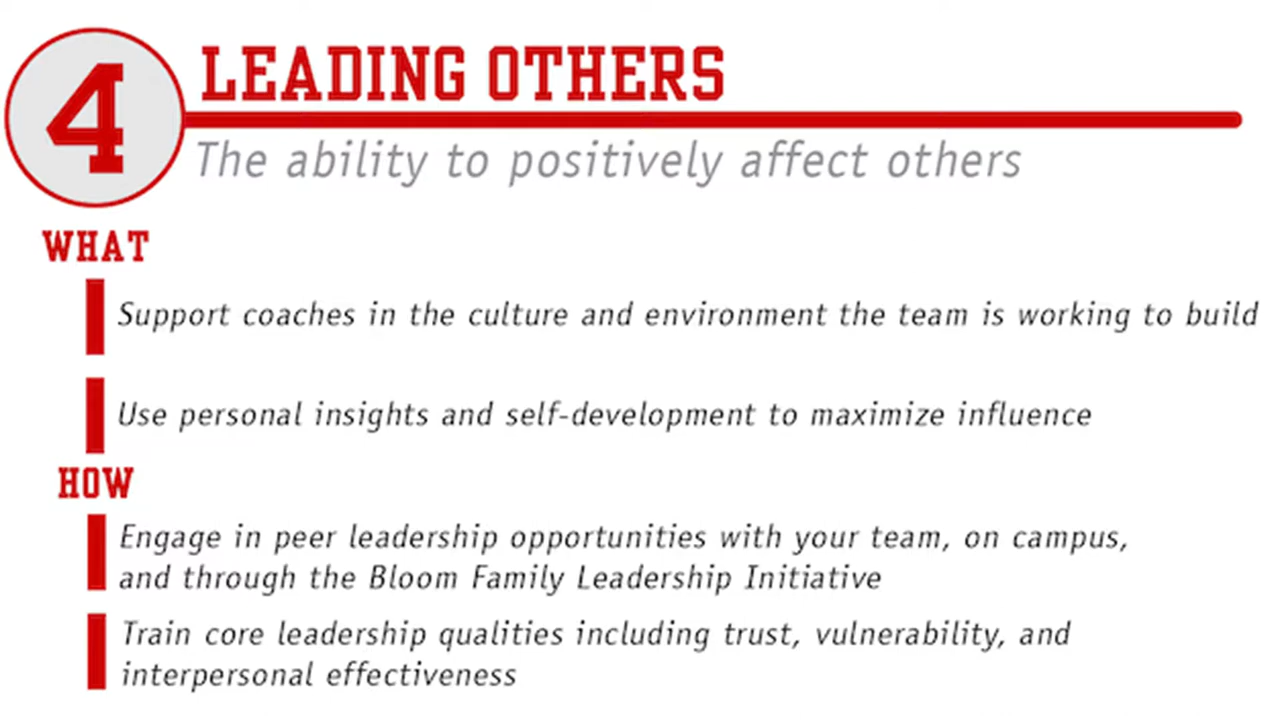 4
LEADING OTHERS
The ability to positively affect others
WHAT
Support coaches in the culture and environment the team is working to build
Use personal insights and self-development to maximize influence
HOW
Engage in peer leadership opportunities with your team, on campus,
and through the Bloom Family Leadership Initiative
Train core leadership qualities including trust, vulnerability, and
interpersonal effectiveness